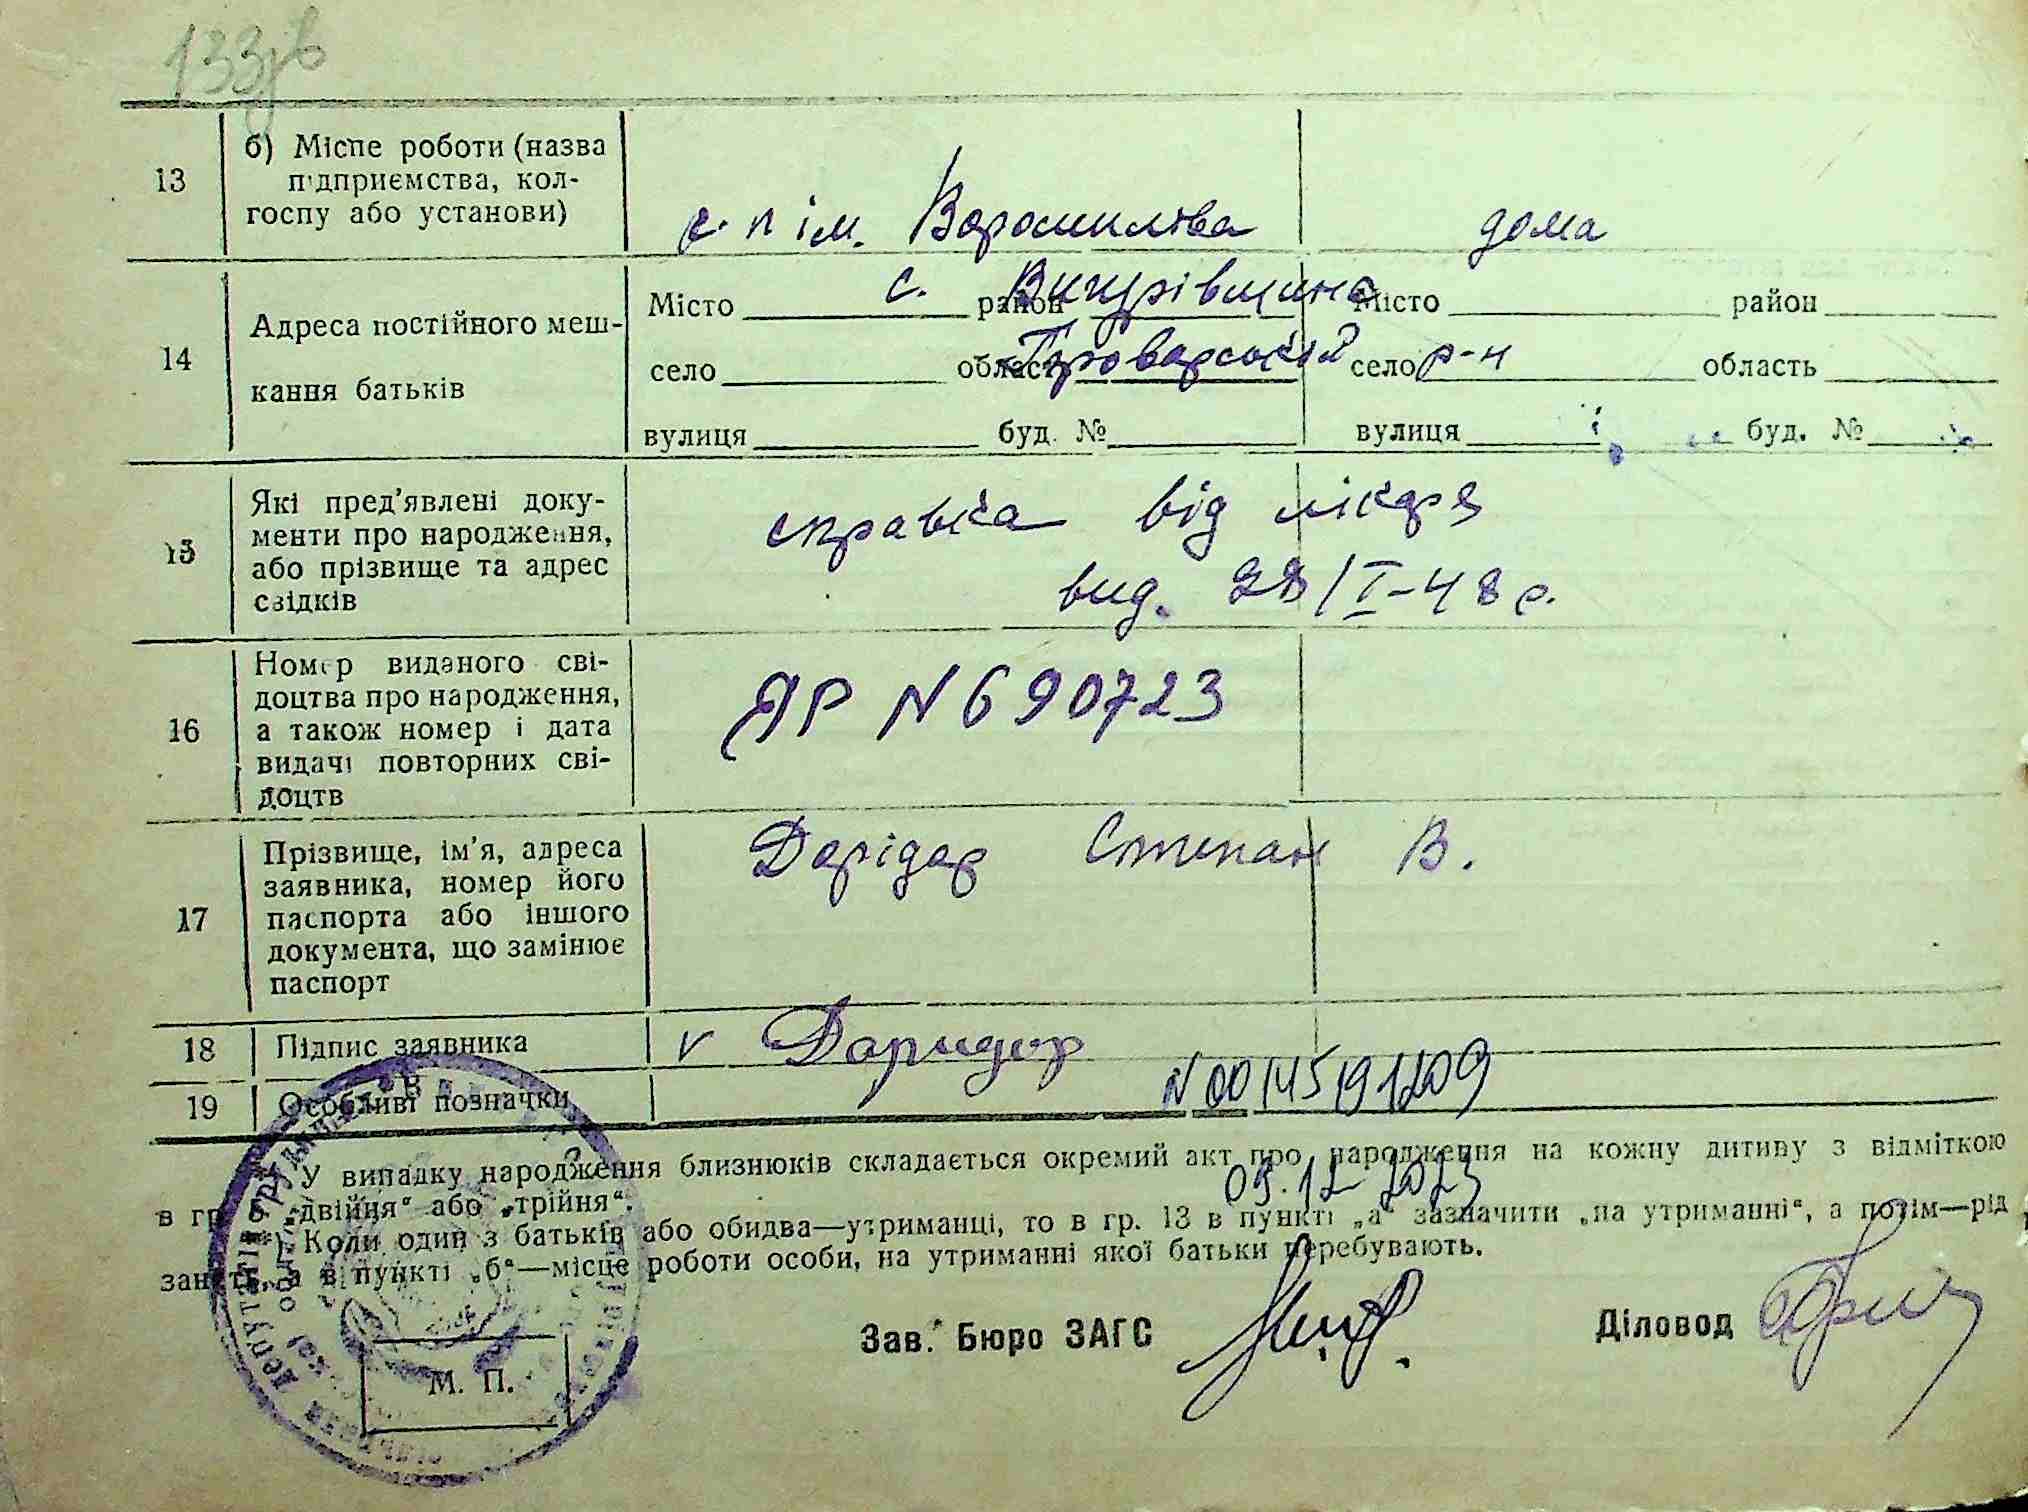 133зв
13
б) Місце роботи (назва
підприємства, кол-
госпу або установи)
к. п ім. Ворошилова
дома
14
Адреса постійного меш-
кання батьків
Місто с. район Вигурівщина
село область Броварський р-н
вулиця буд. №
Місто район
село область
вулиця буд. №
15
Які пред'явлені доку-
менти про народження,
або прізвище та адрес
свідків
справка від лікаря
вид. 28/I-48 р.
16
Номер виданого сві-
доцтва про народження,
а також номер і дата
видачі повторних сві-
доцтв
ЯР N 690723
17
Прізвище, ім'я, адреса
заявника, номер його
паспорта або іншого
документа, що замінює
паспорт
Дарідар Степан В.
18
Підпис заявника
v Даридар
19
Особливі позначки
N 00145191209
09.12.2023
У випадку народження близнюків складається окремий акт про народження на кожну дитину з відміткою
в гр. 6 „двійня“ або „трійня“.
) Коли один з батьків або обидва—утриманці, то в гр. 13 в пункті „а“ зазначити „на утриманні“, а потім—рід
занять, а в пункті „б“—місце роботи особи, на утриманні якої батьки перебувають.
Зав. Бюро ЗАГС
Діловод
М. П.